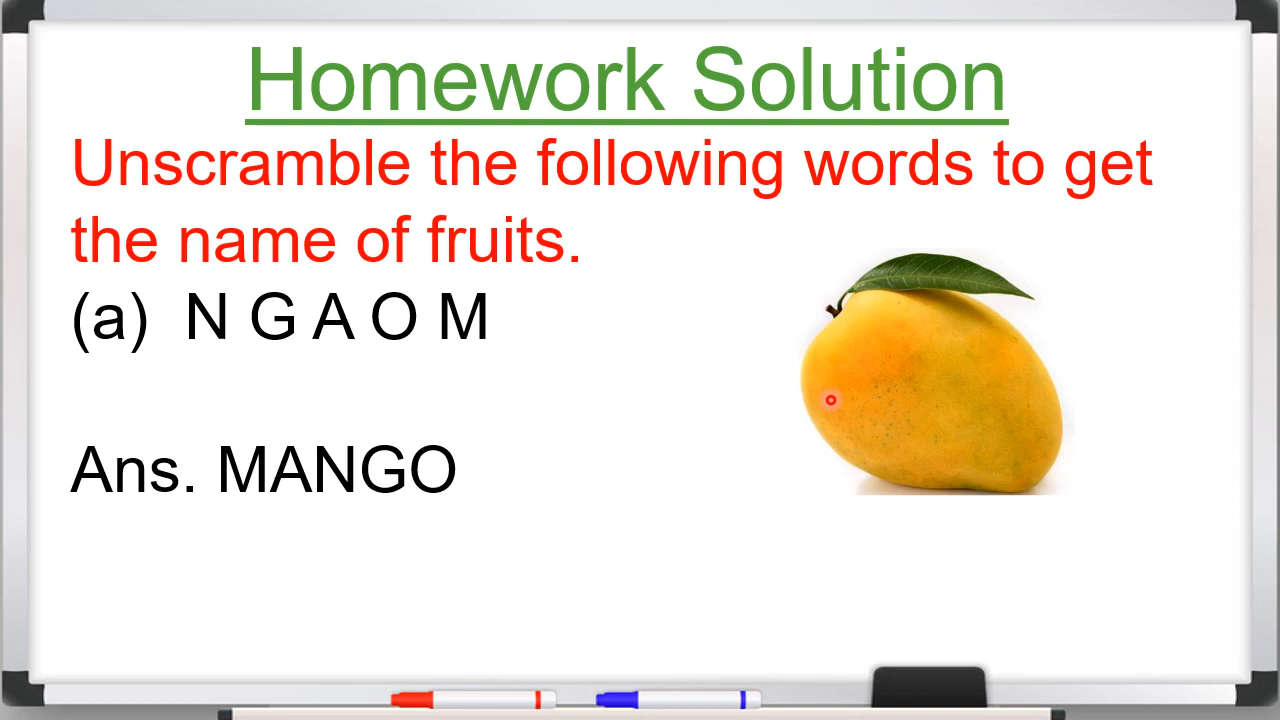 Homework Solution
Unscramble the following words to get
the name of fruits.
(a) N G A O M
Ans. MANGO